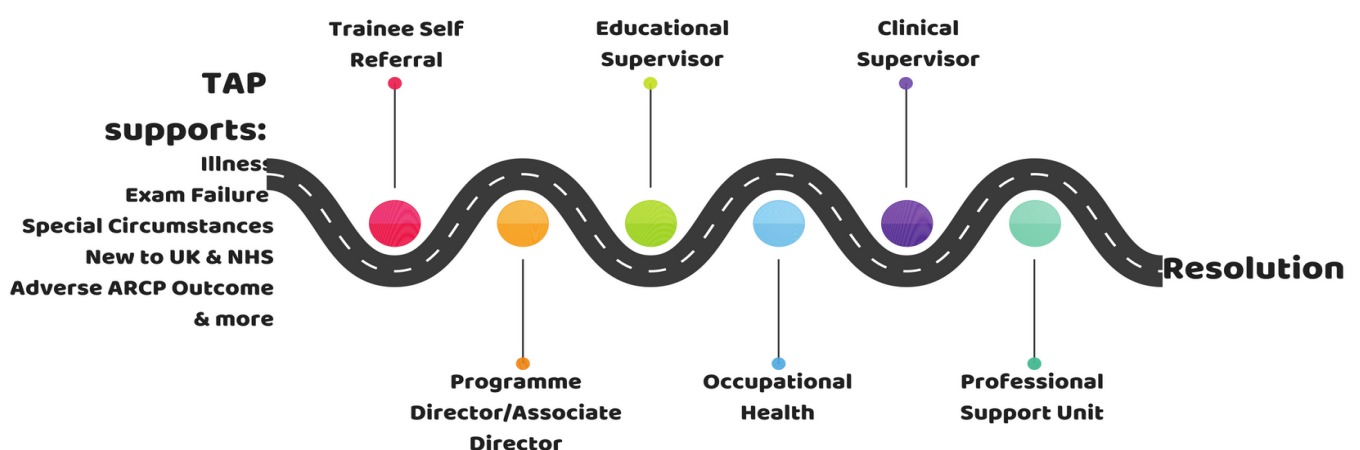 TAP
supports:
Illness
Exam Failure
Special Circumstances
New to UK & NHS
Adverse ARCP Outcome
& more
Trainee Self
Referral
Programme
Director/Associate
Director
Educational
Supervisor
Occupational
Health
Clinical
Supervisor
Professional
Support Unit
Resolution